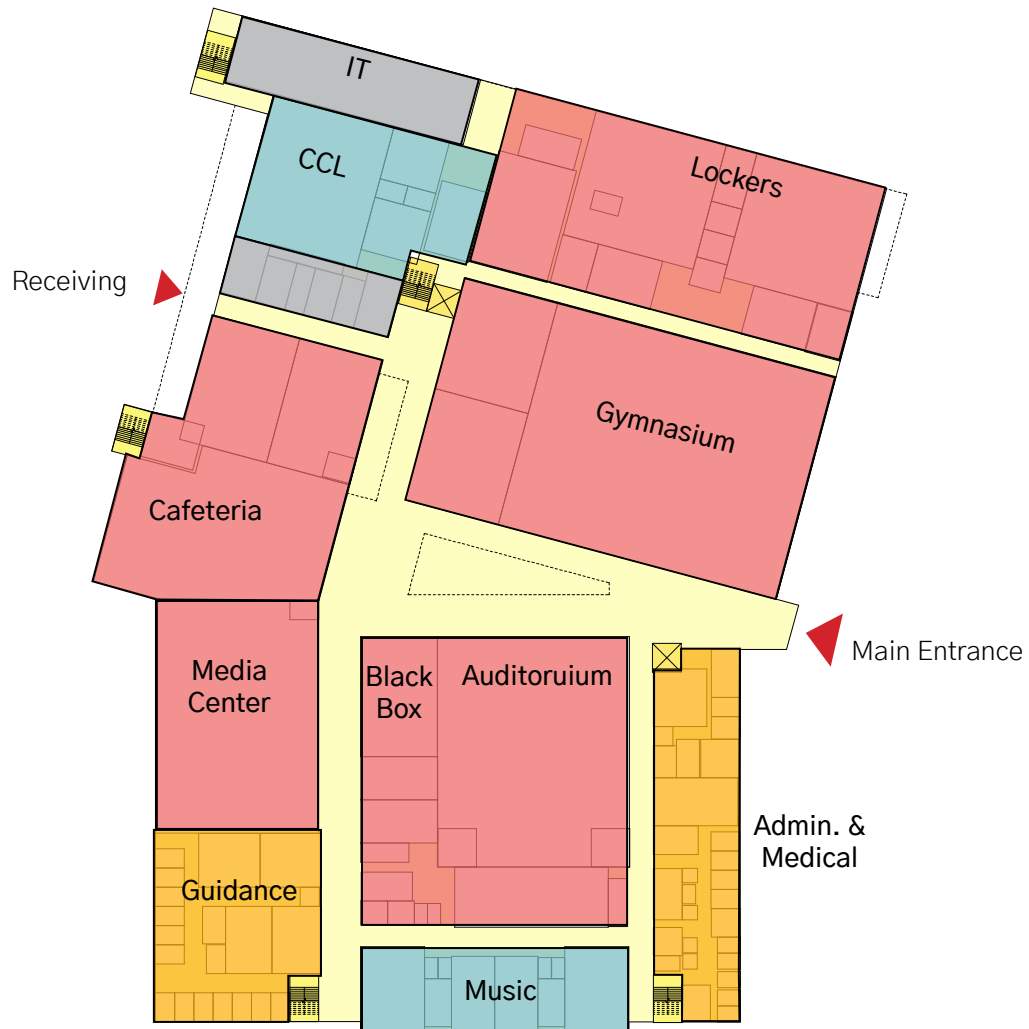 IT
CCL
Lockers
Receiving
Gymnasium
Cafeteria
Main Entrance
Media
Center
Black
Box
Auditoruium
Admin. &
Medical
Guidance
Music